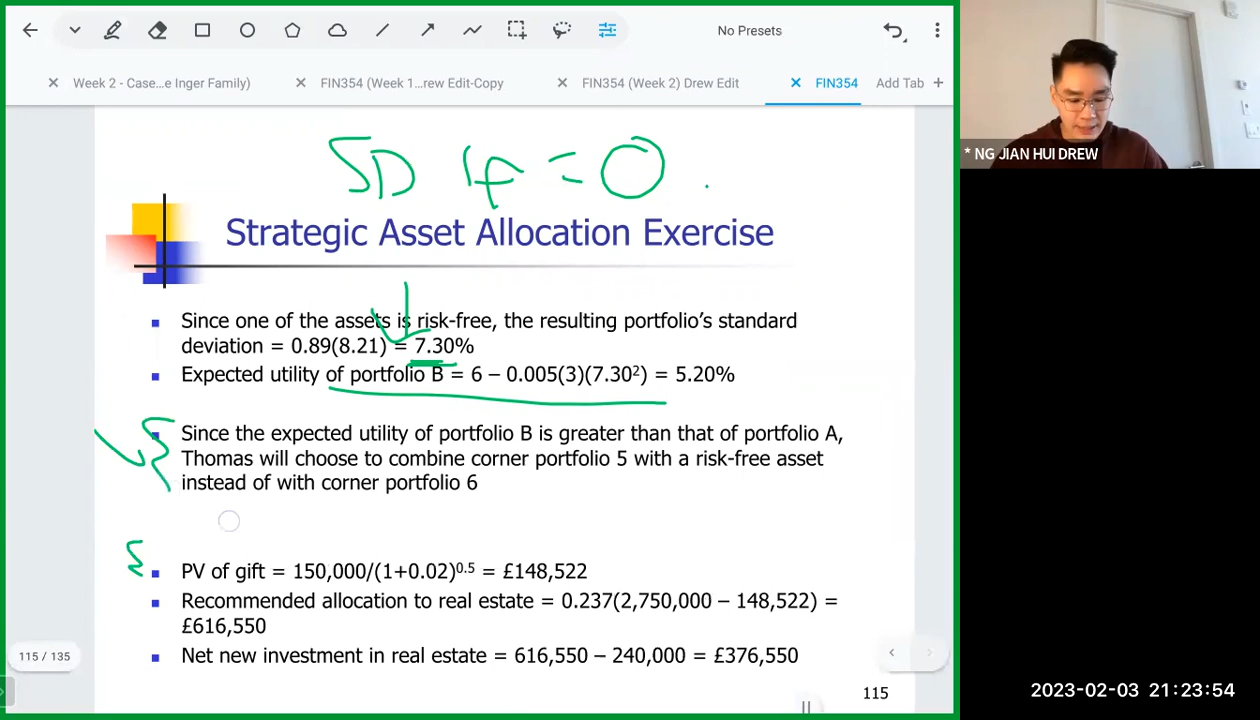 No Presets
Week 2 - Case...e Inger Family)
FIN354 (Week 1...rew Edit-Copy
FIN354 (Week 2) Drew Edit
FIN354
Add Tab +
SD rf = 0.
* NG JIAN HUI DREW
Strategic Asset Allocation Exercise
Since one of the assets is risk-free, the resulting portfolio's standard
deviation = 0.89(8.21) = 7.30%
Expected utility of portfolio B = 6 – 0.005(3)(7.30²) = 5.20%
Since the expected utility of portfolio B is greater than that of portfolio A,
Thomas will choose to combine corner portfolio 5 with a risk-free asset
instead of with corner portfolio 6
PV of gift = 150,000/(1+0.02)⁰·⁵ = £148,522
Recommended allocation to real estate = 0.237(2,750,000 – 148,522) =
£616,550
Net new investment in real estate = 616,550 – 240,000 = £376,550
115 / 135
115
2023-02-03 21:23:54